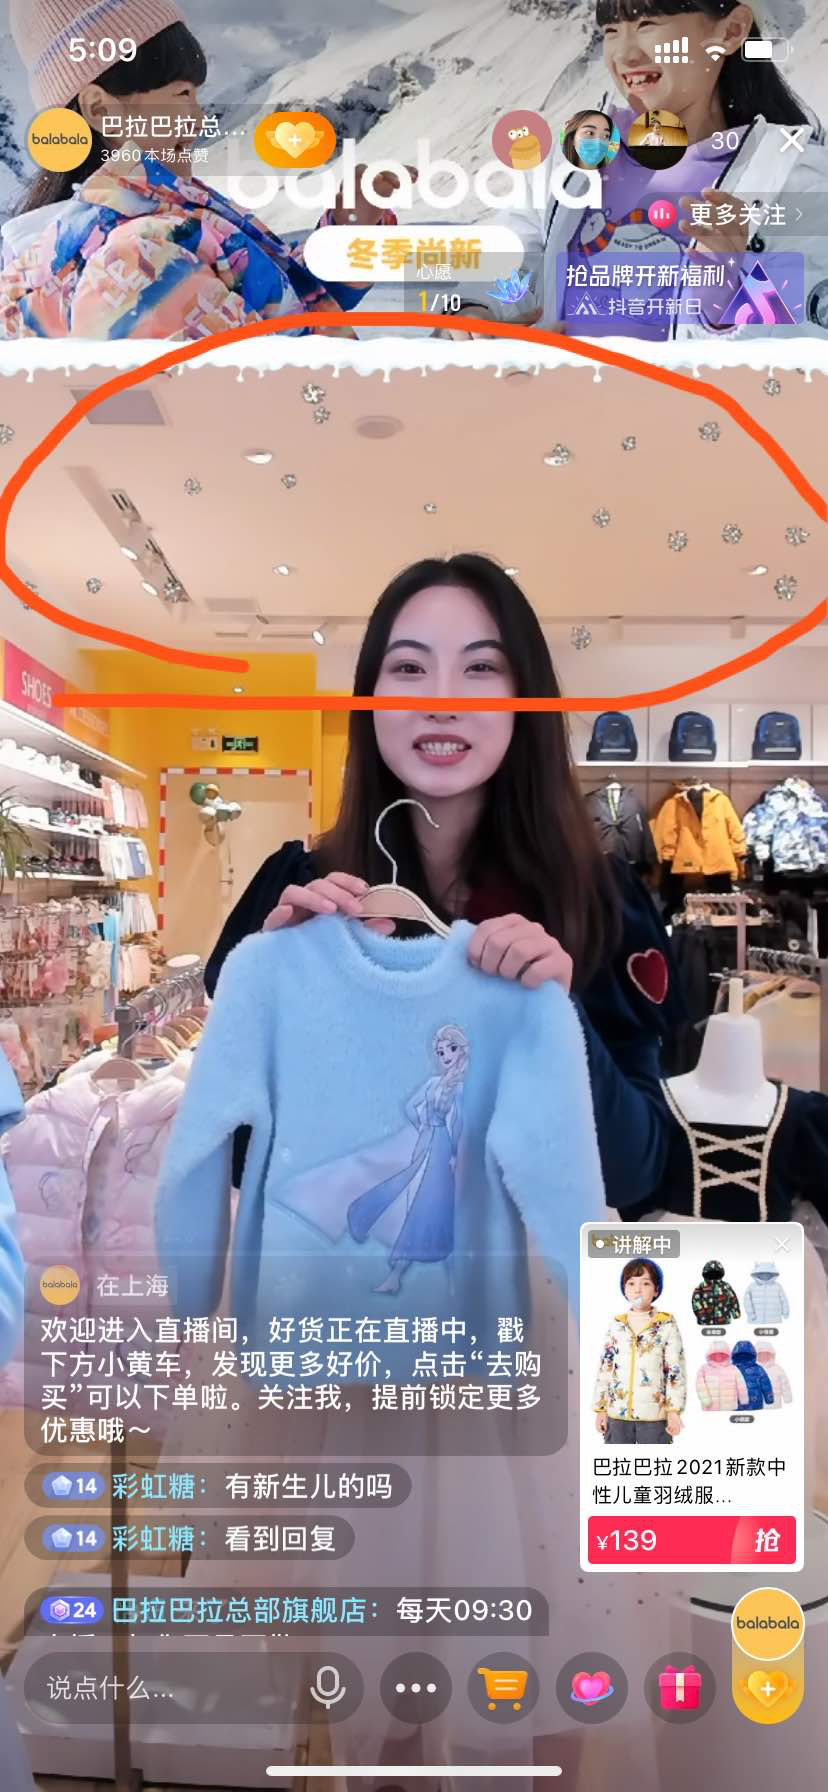 5:09
balabala
巴拉巴拉总...
3960本场点赞
30
balabala
更多关注
冬季尚新
心愿
1/10
抢品牌开新福利
抖音开新日
SHOES
讲解中
balabala
在上海
欢迎进入直播间，好货正在直播中，戳
下方小黄车，发现更多好价，点击“去购
买”可以下单啦。关注我，提前锁定更多
优惠哦～
14 彩虹糖：有新生儿的吗
14 彩虹糖：看到回复
24 巴拉巴拉总部旗舰店：每天09:30
巴拉巴拉2021新款中
性儿童羽绒服...
¥139
抢
balabala
说点什么...